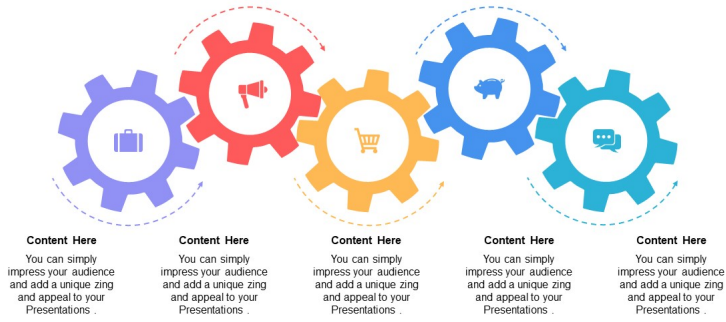 Content Here
You can simply
impress your audience
and add a unique zing
and appeal to your
Presentations .
Content Here
You can simply
impress your audience
and add a unique zing
and appeal to your
Presentations .
Content Here
You can simply
impress your audience
and add a unique zing
and appeal to your
Presentations .
Content Here
You can simply
impress your audience
and add a unique zing
and appeal to your
Presentations .
Content Here
You can simply
impress your audience
and add a unique zing
and appeal to your
Presentations .